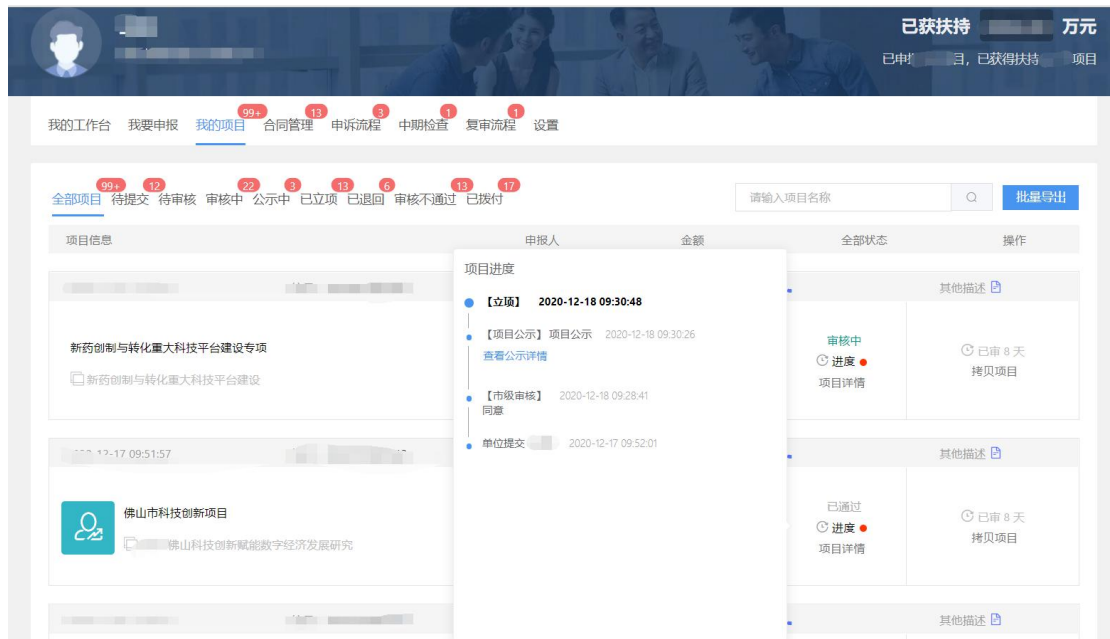 已获扶持 万元
已申 目，已获得扶持 项目
我的工作台 我要申报 我的项目 99+ 合同管理 13 申诉流程 3 中期检查 1 复审流程 1 设置
全部项目 99+ 待提交 12 待审核 审核中 22 公示中 3 已立项 13 已退回 6 审核不通过 13 已拨付 17
请输入项目名称 批量导出
项目信息 申报人 金额 全部状态 操作
项目进度
其他描述
【立项】 2020-12-18 09:30:48
【项目公示】项目公示 2020-12-18 09:30:26
查看公示详情
【市级审核】 2020-12-18 09:28:41
同意
单位提交 2020-12-17 09:52:01
新药创制与转化重大科技平台建设专项
新药创制与转化重大科技平台建设
审核中
进度
项目详情
已审 8 天
拷贝项目
12-17 09:51:57
其他描述
佛山市科技创新项目
佛山科技创新赋能数字经济发展研究
已通过
进度
项目详情
已审 8 天
拷贝项目
其他描述